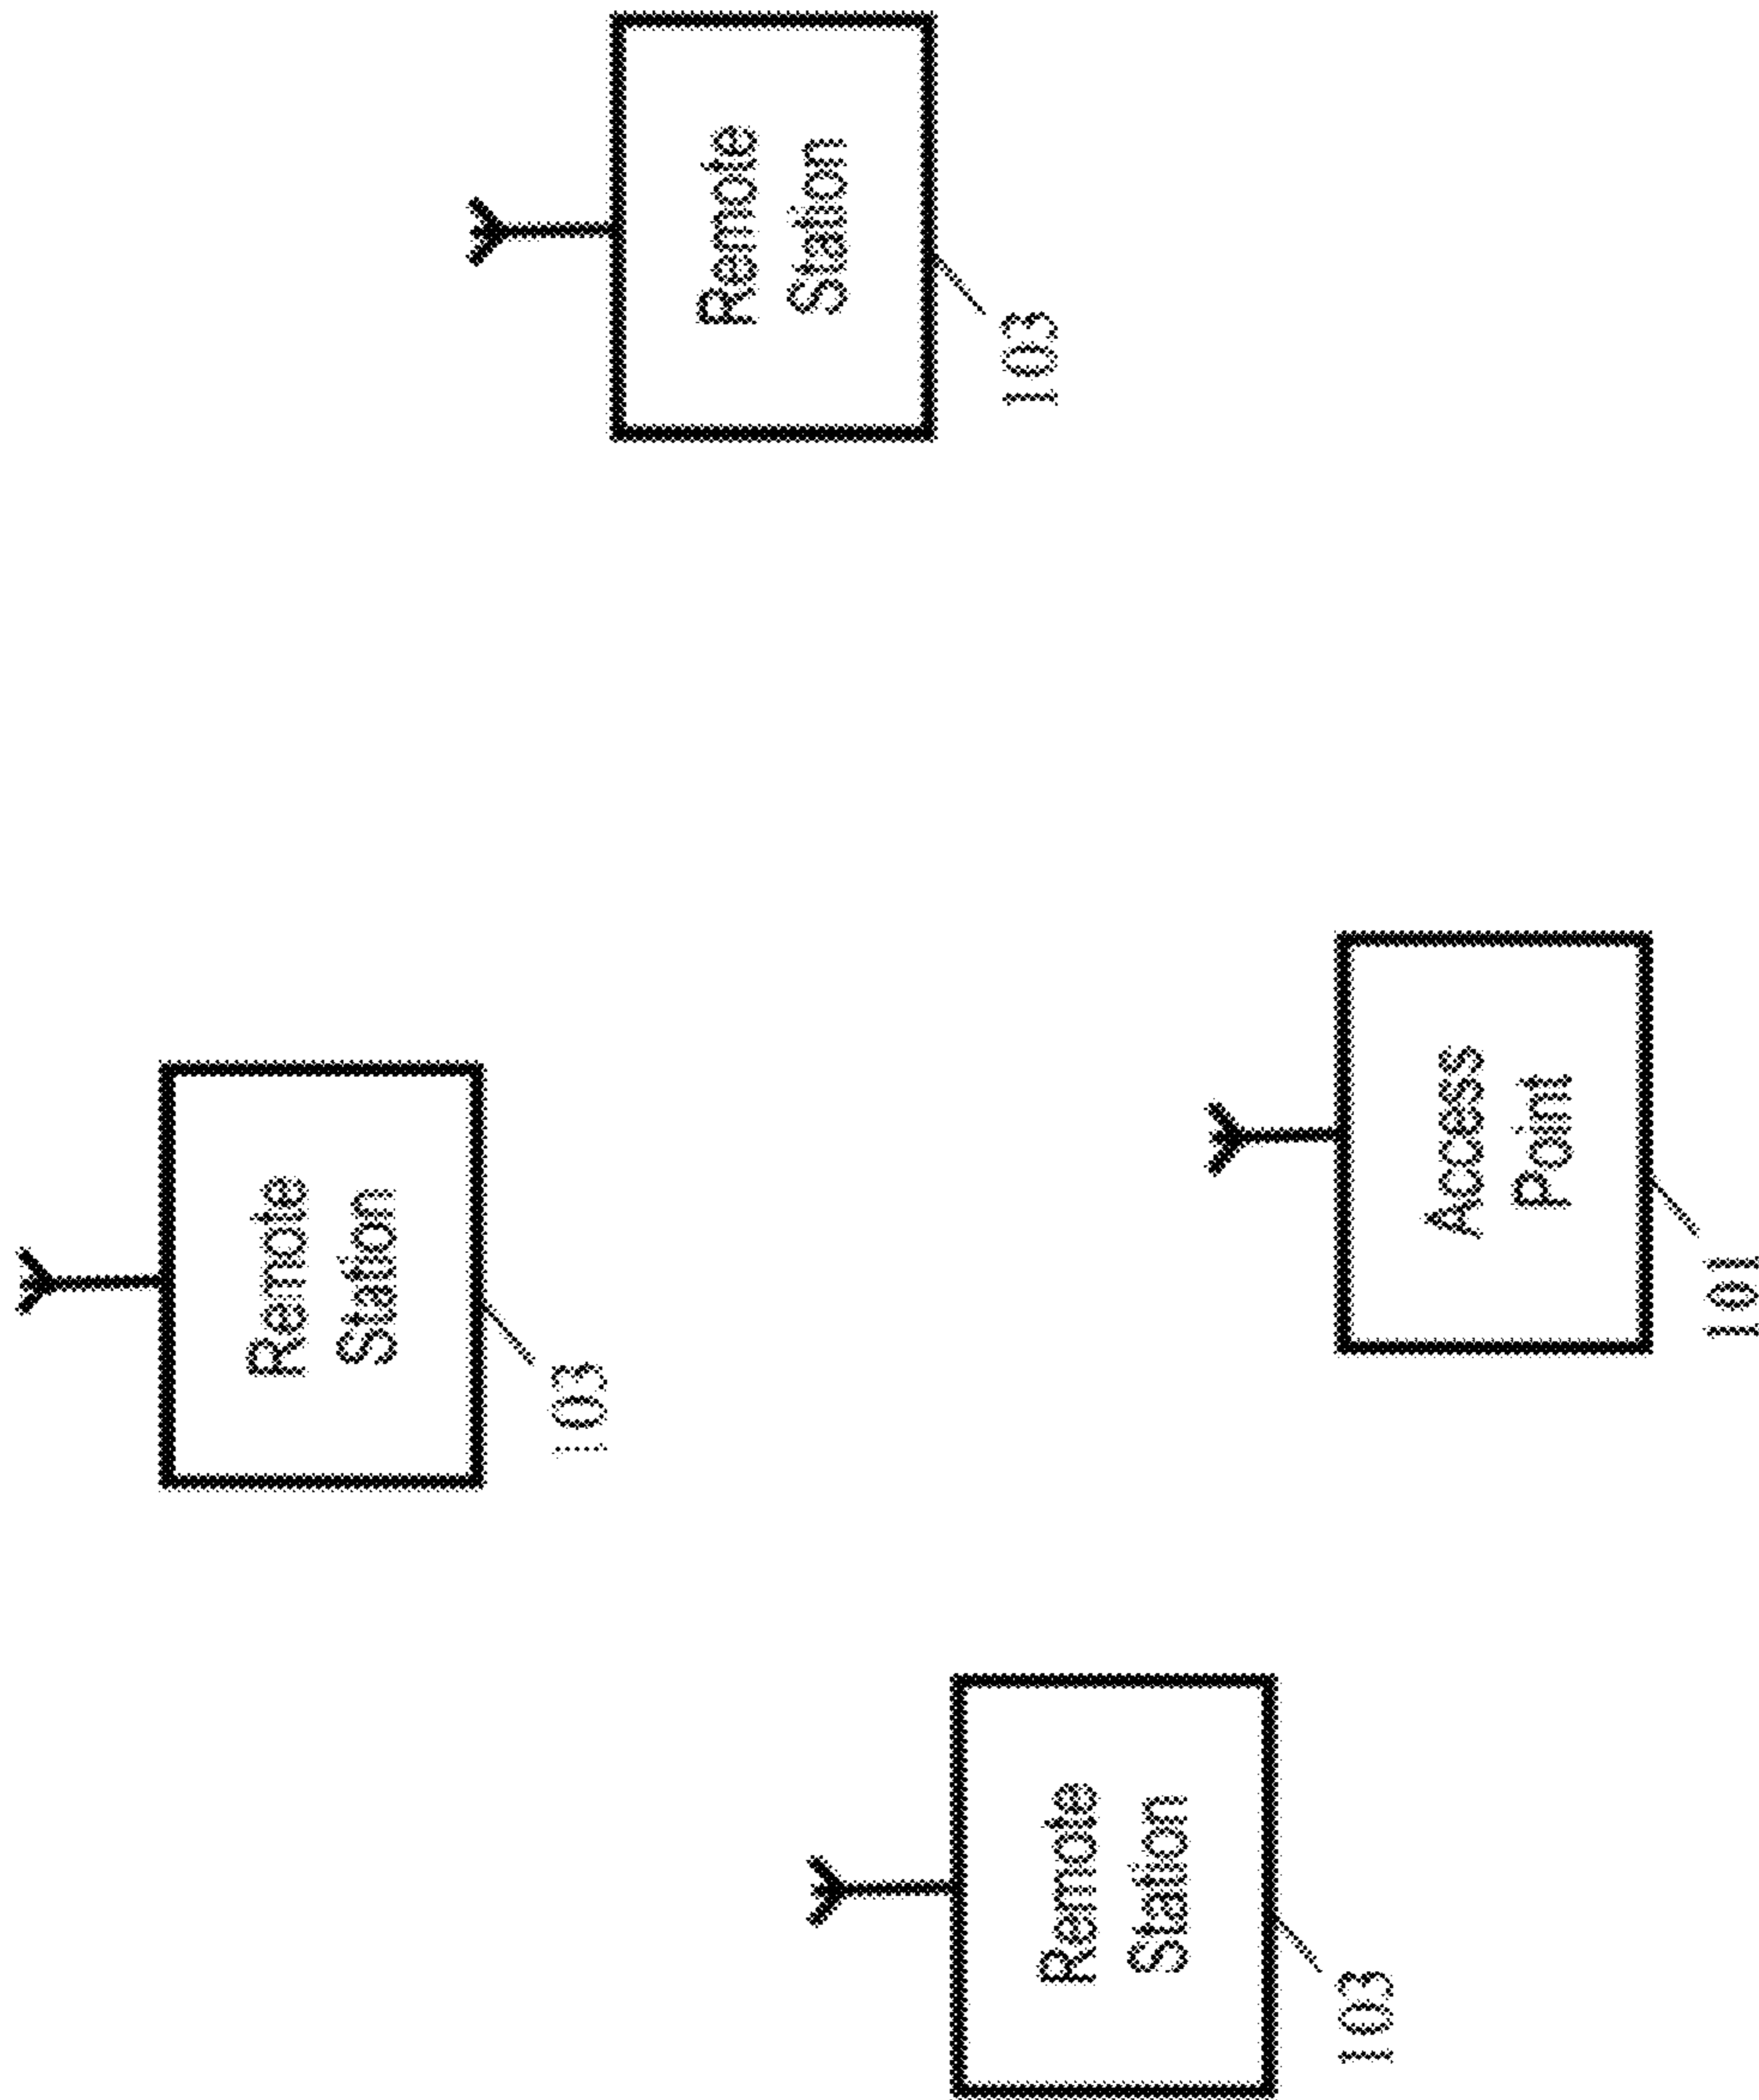 Remote
Station
103
Remote
Station
103
Remote
Station
103
Access
Point
101